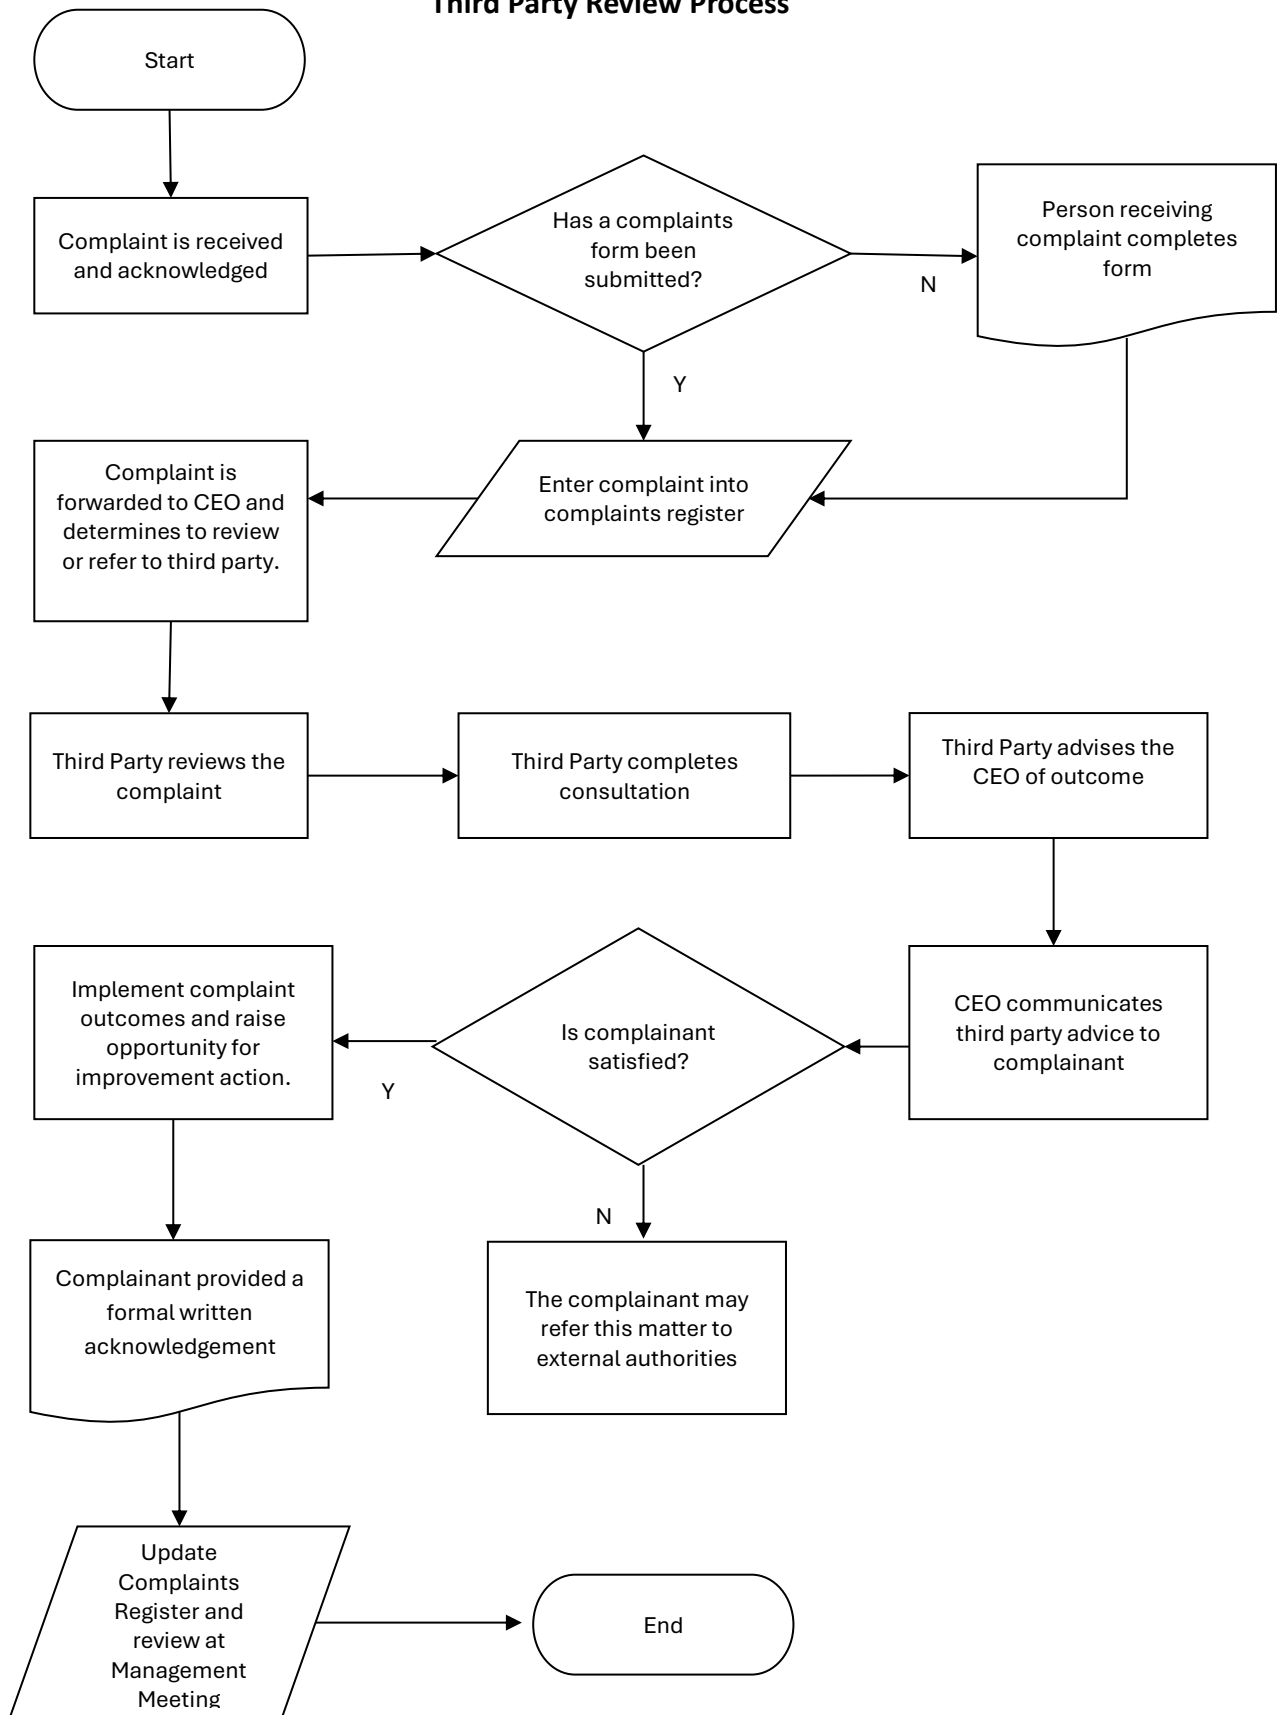 Third Party Review Process
Start
Complaint is received
and acknowledged
Has a complaints
form been
submitted?
N
Person receiving
complaint completes
form
Y
Enter complaint into
complaints register
Complaint is
forwarded to CEO and
determines to review
or refer to third party.
Third Party reviews the
complaint
Third Party completes
consultation
Third Party advises the
CEO of outcome
CEO communicates
third party advice to
complainant
Is complainant
satisfied?
Y
Implement complaint
outcomes and raise
opportunity for
improvement action.
N
The complainant may
refer this matter to
external authorities
Complainant provided a
formal written
acknowledgement
Update
Complaints
Register and
review at
Management
Meeting
End